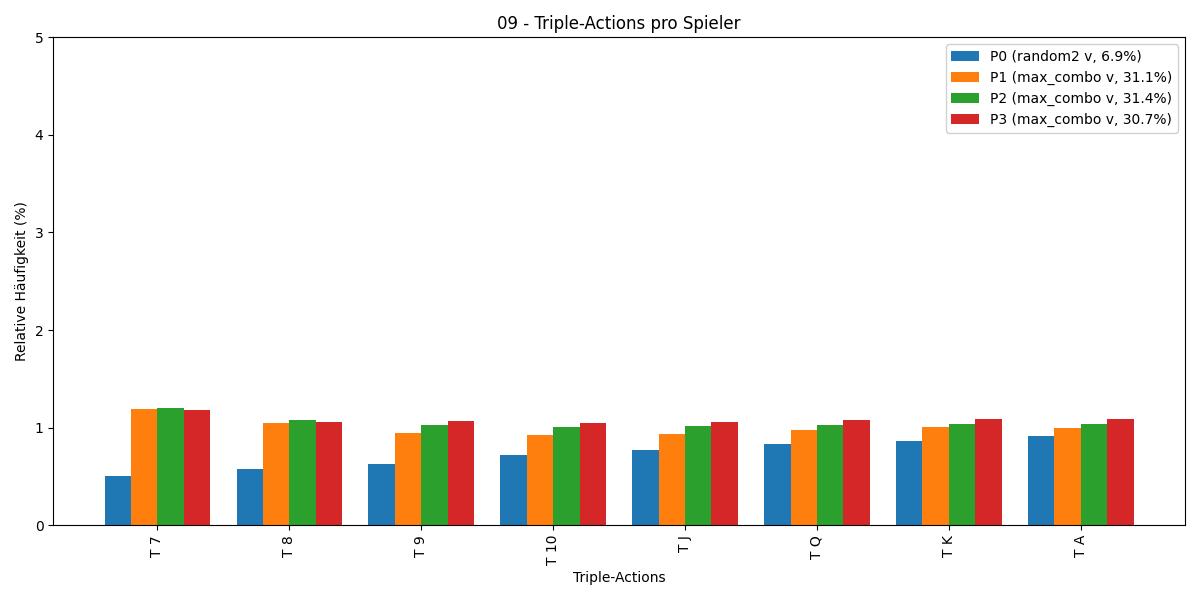 09 - Triple-Actions pro Spieler
5
4
3
2
1
0
Relative Häufigkeit (%)
P0 (random2 v, 6.9%)
P1 (max_combo v, 31.1%)
P2 (max_combo v, 31.4%)
P3 (max_combo v, 30.7%)
T 7
T 8
T 9
T 10
T J
T Q
T K
T A
Triple-Actions